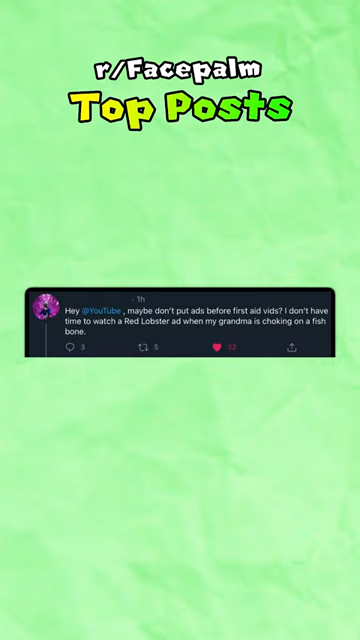 r/Facepalm
Top Posts
· 1h
Hey @YouTube , maybe don't put ads before first aid vids? I don't have
time to watch a Red Lobster ad when my grandma is choking on a fish
bone.
3 5 32